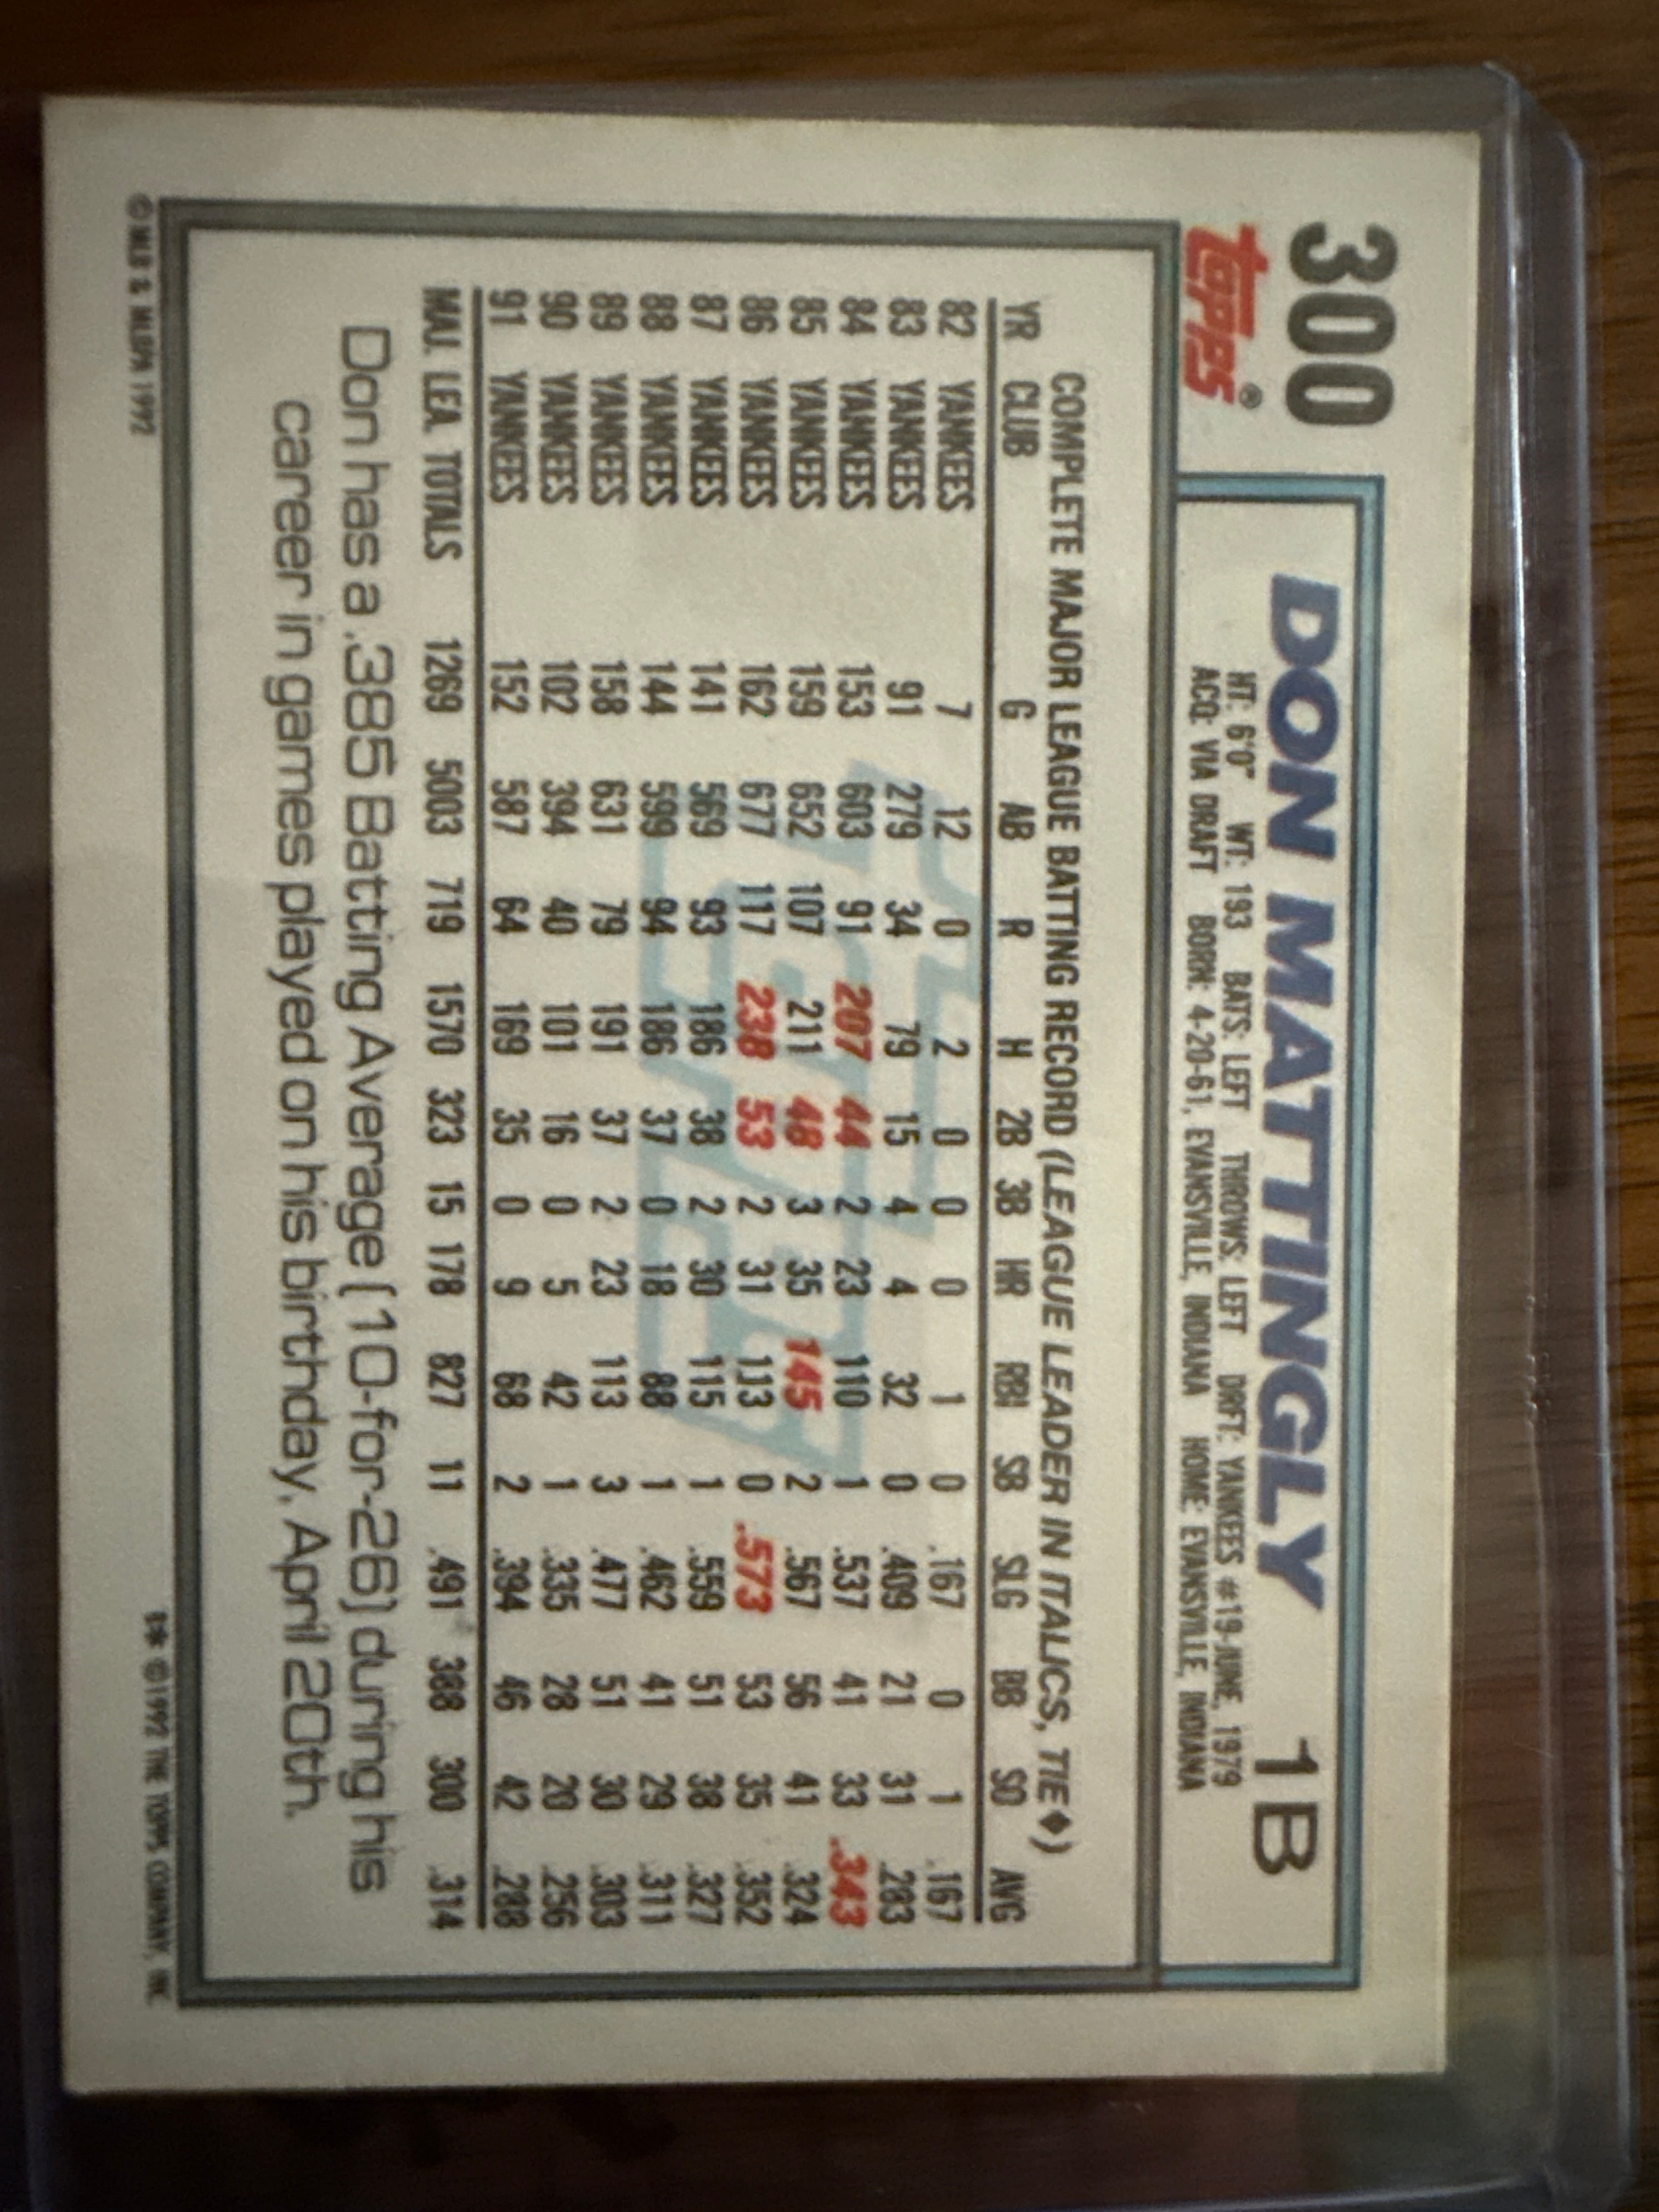 300
topps®
DON MATTINGLY 1B
HT: 6'0" WT: 193 BATS: LEFT THROWS: LEFT DRFT: YANKEES #19-JUNE, 1979
ACQ: VIA DRAFT BORN: 4-20-61, EVANSVILLE, INDIANA HOME: EVANSVILLE, INDIANA
COMPLETE MAJOR LEAGUE BATTING RECORD (LEAGUE LEADER IN ITALICS, TIE♦)
YR CLUB G AB R H 2B 3B HR RBI SB SLG BB SO AVG
82 YANKEES 7 12 0 2 0 0 0 1 0 .167 0 1 .167
83 YANKEES 91 279 34 79 15 4 4 32 0 .409 21 31 .283
84 YANKEES 153 603 91 207 44 2 23 110 1 .537 41 33 .343
85 YANKEES 159 652 107 211 48 3 35 145 2 .567 56 41 .324
86 YANKEES 162 677 117 238 53 2 31 113 0 .573 53 35 .352
87 YANKEES 141 569 93 186 38 2 30 115 1 .559 51 38 .327
88 YANKEES 144 599 94 186 37 0 18 88 1 .462 41 29 .311
89 YANKEES 158 631 79 191 37 2 23 113 3 .477 51 30 .303
90 YANKEES 102 394 40 101 16 0 5 42 1 .335 28 20 .256
91 YANKEES 152 587 64 169 35 0 9 68 2 .394 46 42 .288
MAJ. LEA. TOTALS 1269 5003 719 1570 323 15 178 827 11 .491 388 300 .314
Don has a .385 Batting Average (10-for-26) during his
career in games played on his birthday, April 20th.
© MLB & MLBPA 1992
B* ©1992 THE TOPPS COMPANY, INC.